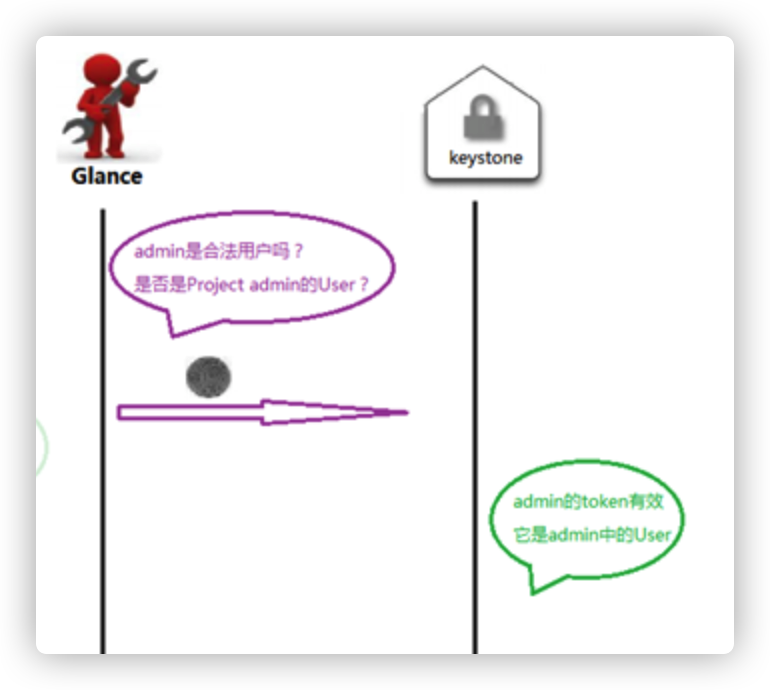 Glance
keystone
admin是合法用户吗？
是否是Project admin的User？
admin的token有效
它是admin中的User